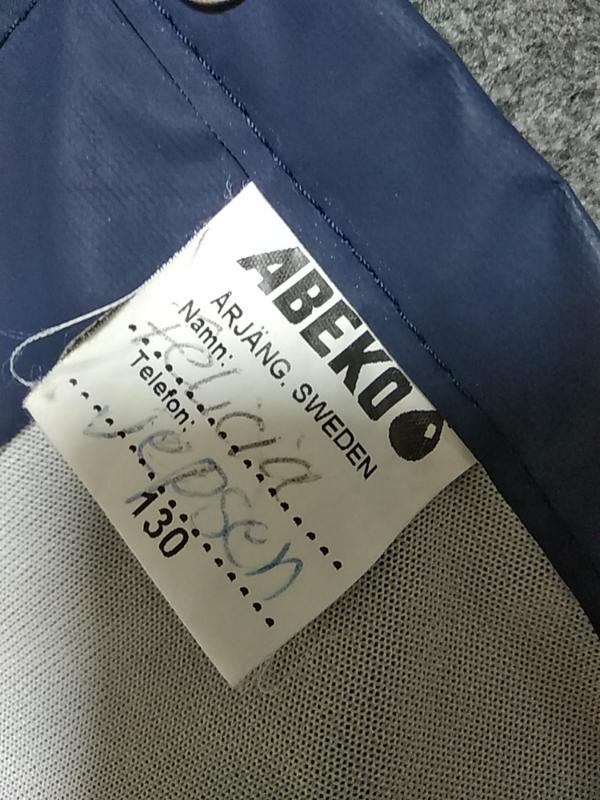 ABEKO
ÅRJÄNG, SWEDEN
Namn:
Felicia
Telefon:
Jepsen
130